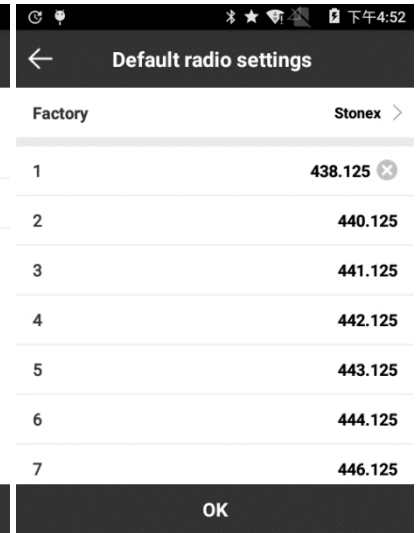 下午4:52
Default radio settings
Factory Stonex
1 438.125
2 440.125
3 441.125
4 442.125
5 443.125
6 444.125
7 446.125
OK